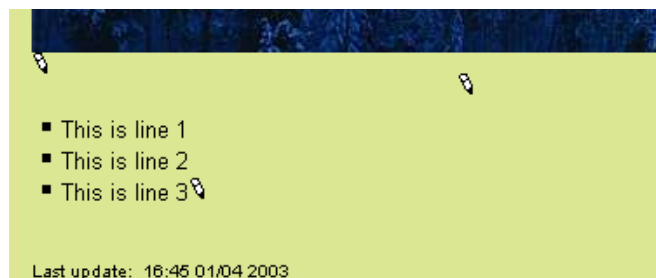 This is line 1
This is line 2
This is line 3
Last update: 16:45 01/04 2003